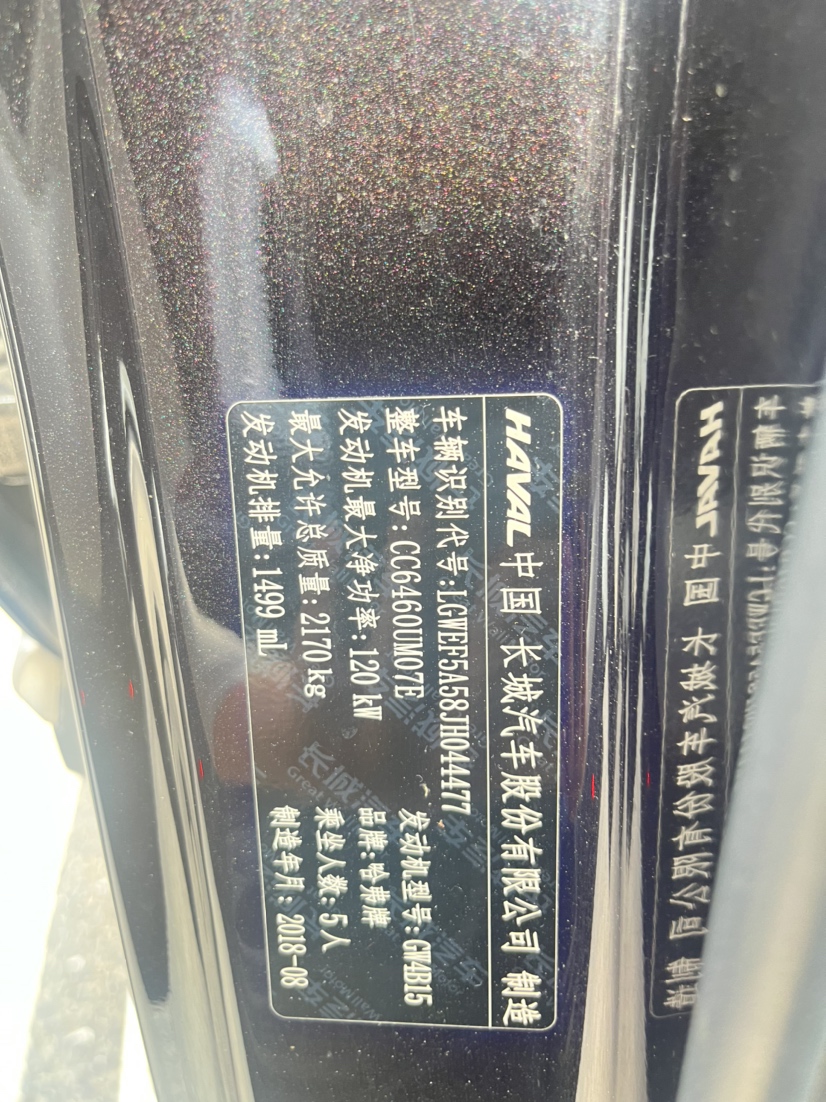 HAVAL 中国 长城汽车股份有限公司 制造
车辆识别代号:LGWEF5A58JH044477
整车型号:CC6460UM07E 发动机型号:GW4B15
发动机最大净功率:120 kW 品牌:哈弗牌
最大允许总质量:2170 kg 乘坐人数:5人
发动机排量:1499 mL 制造年月:2018-08